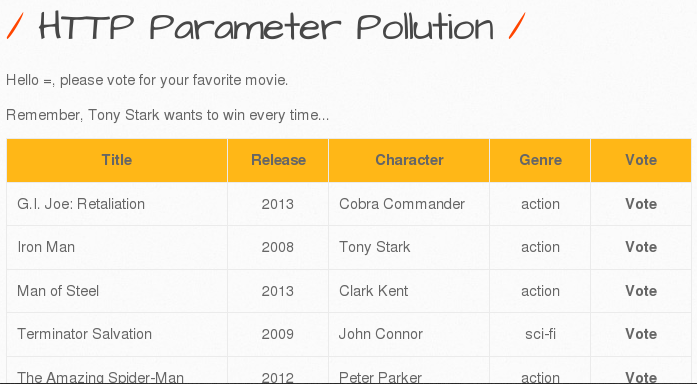 / HTTP Parameter Pollution /
Hello =, please vote for your favorite movie.
Remember, Tony Stark wants to win every time...
Title Release Character Genre Vote
G.I. Joe: Retaliation 2013 Cobra Commander action Vote
Iron Man 2008 Tony Stark action Vote
Man of Steel 2013 Clark Kent action Vote
Terminator Salvation 2009 John Connor sci-fi Vote
The Amazing Spider-Man 2012 Peter Parker action Vote